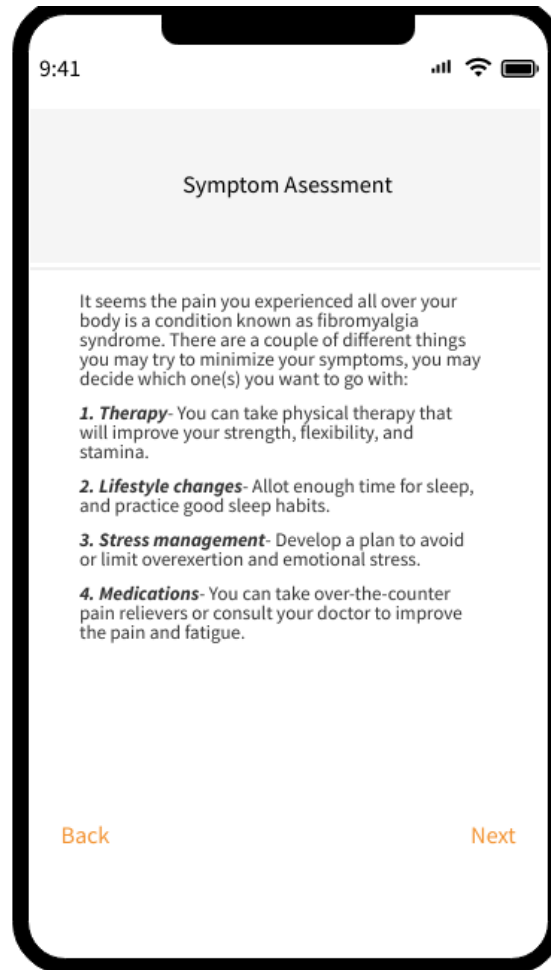 9:41
Symptom Asessment
It seems the pain you experienced all over your
body is a condition known as fibromyalgia
syndrome. There are a couple of different things
you may try to minimize your symptoms, you may
decide which one(s) you want to go with:
1. Therapy- You can take physical therapy that
will improve your strength, flexibility, and
stamina.
2. Lifestyle changes- Allot enough time for sleep,
and practice good sleep habits.
3. Stress management- Develop a plan to avoid
or limit overexertion and emotional stress.
4. Medications- You can take over-the-counter
pain relievers or consult your doctor to improve
the pain and fatigue.
Back
Next